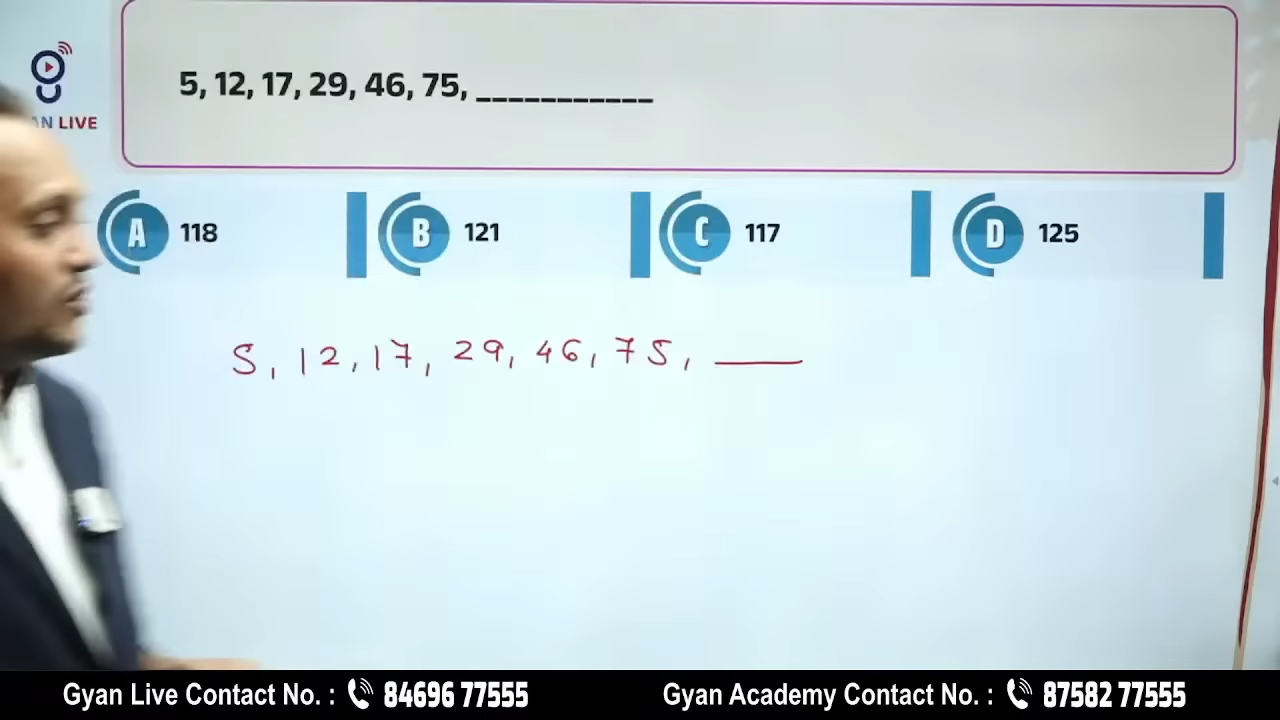 5, 12, 17, 29, 46, 75, ___________
AN LIVE
A 118 B 121 C 117 D 125
5, 12, 17, 29, 46, 75, ___
Gyan Live Contact No. : 84696 77555 Gyan Academy Contact No. : 87582 77555